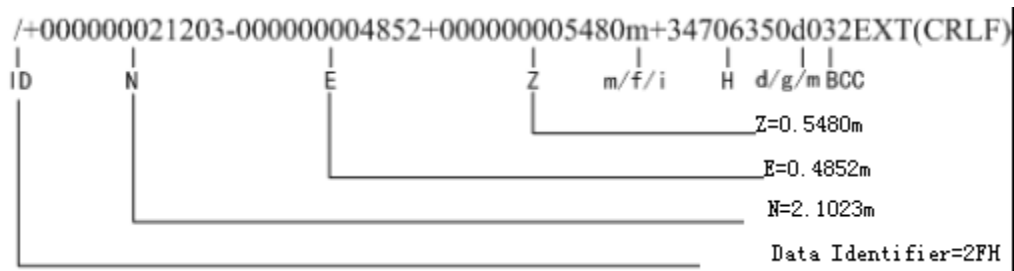 /+000000021203-000000004852+000000005480m+34706350d032EXT(CRLF)
ID N E Z m/f/i H d/g/m BCC
Z=0.5480m
E=0.4852m
N=2.1023m
Data Identifier=2FH